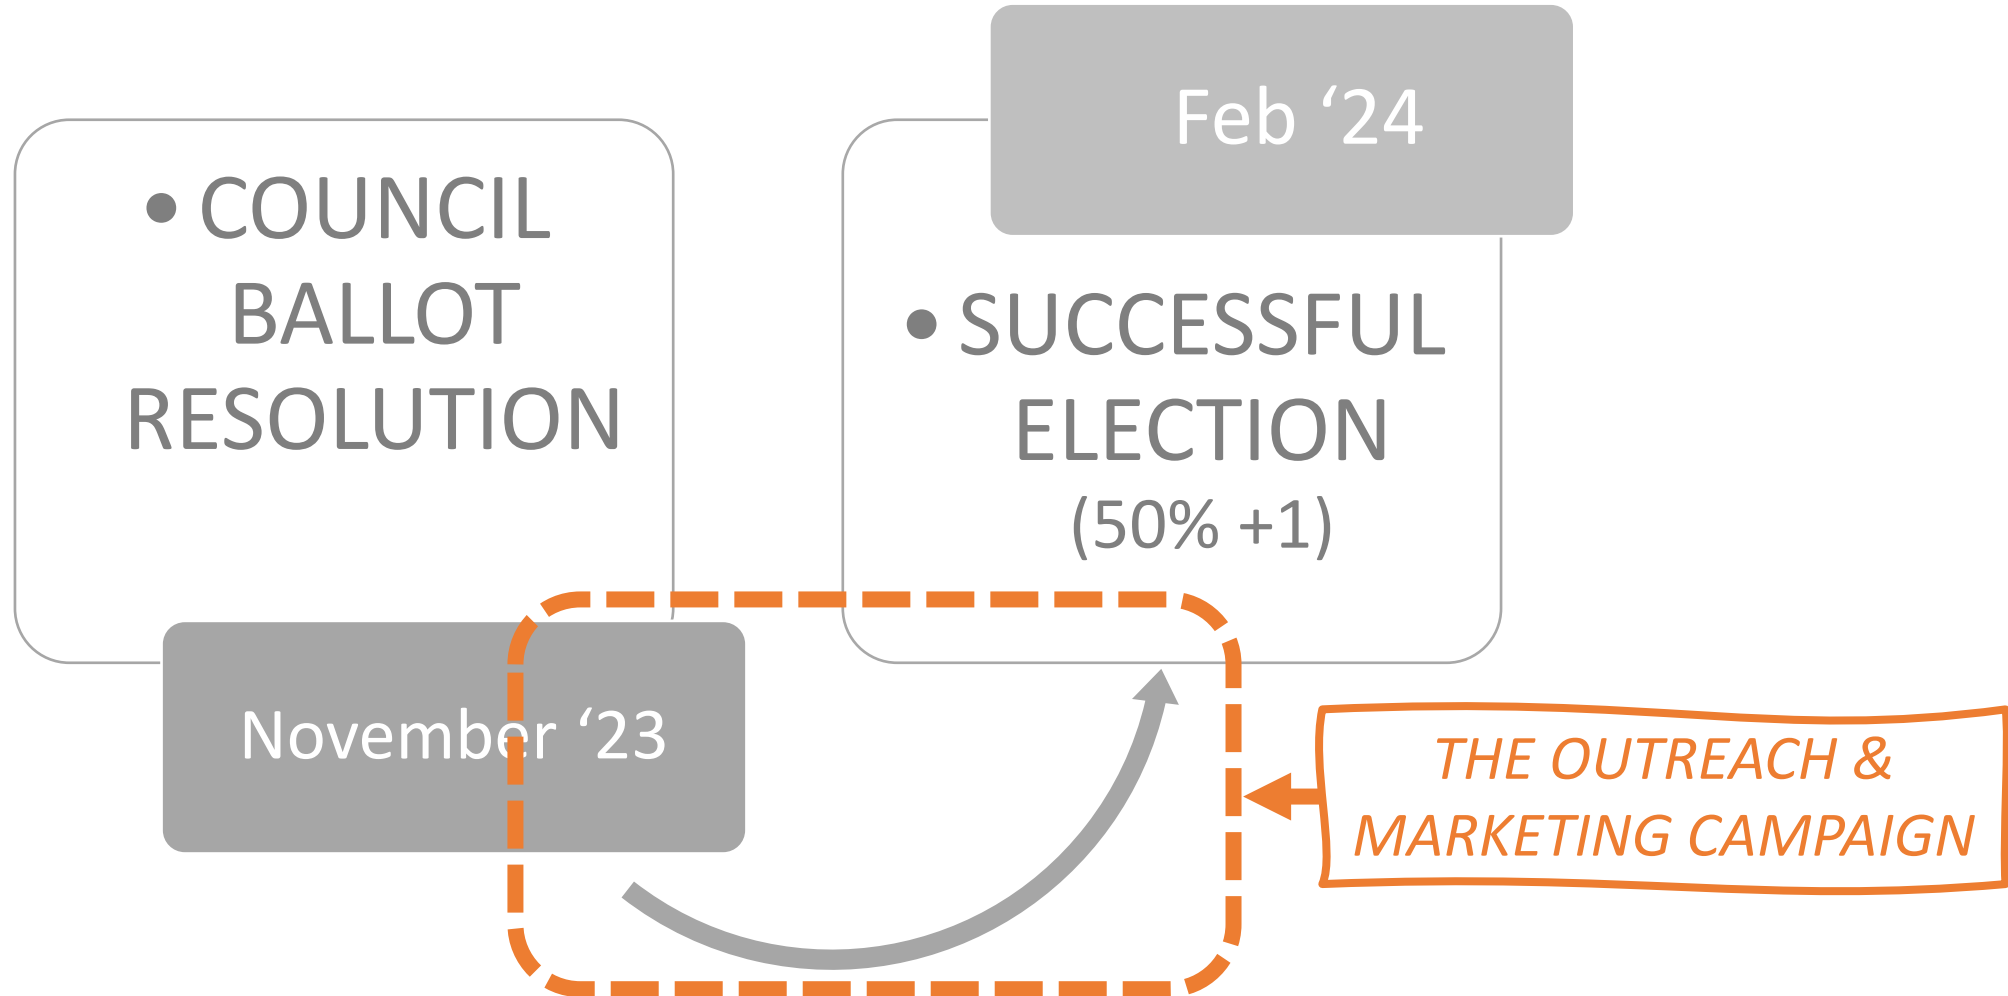 • COUNCIL
BALLOT
RESOLUTION
November ‘23
Feb ‘24
• SUCCESSFUL
ELECTION
(50% +1)
THE OUTREACH &
MARKETING CAMPAIGN